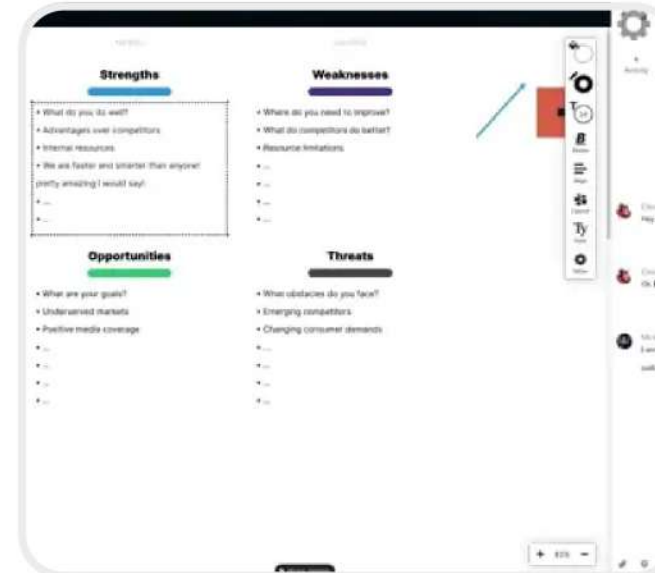 Strengths
• What do you do well?
• Advantages over competitors
• Internal resources
• We are faster and smarter than anyone!
pretty amazing I would say!
• ...
• ...
Weaknesses
• Where do you need to improve?
• What do competitors do better?
• Resource limitations
• ...
• ...
• ...
• ...
Opportunities
• What are your goals?
• Underserved markets
• Positive media coverage
• ...
• ...
• ...
• ...
Threats
• What obstacles do you face?
• Emerging competitors
• Changing consumer demands
• ...
• ...
• ...
• ...
B
Ty
Activity